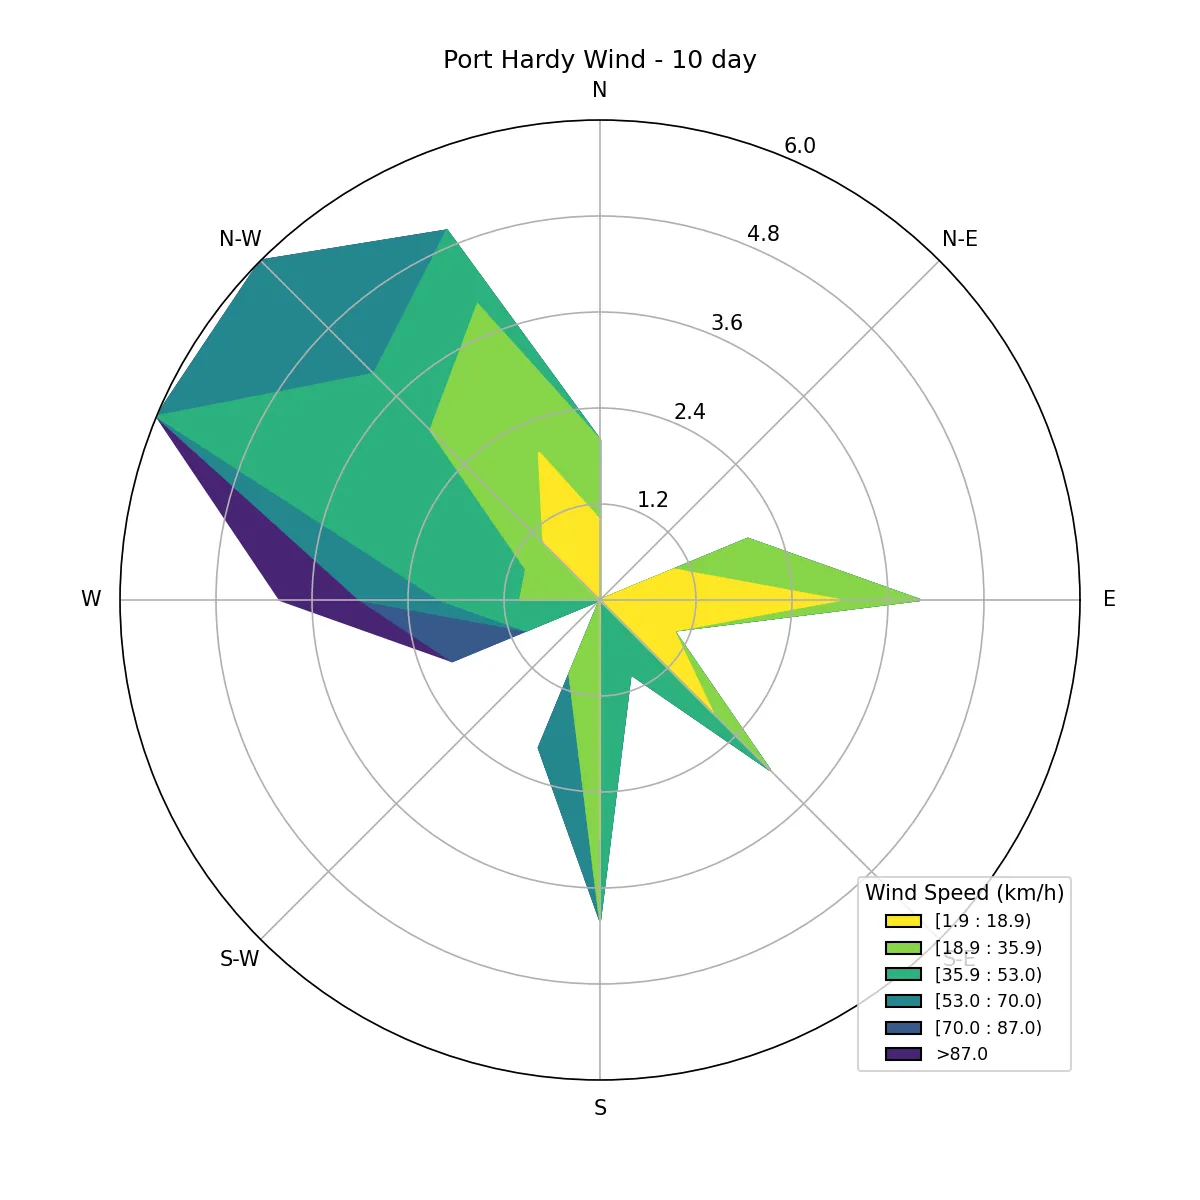 Port Hardy Wind - 10 day
N
6.0
N-W
N-E
4.8
3.6
2.4
1.2
W
E
S-W
S-E
S
Wind Speed (km/h)
[1.9 : 18.9)
[18.9 : 35.9)
[35.9 : 53.0)
[53.0 : 70.0)
[70.0 : 87.0)
>87.0